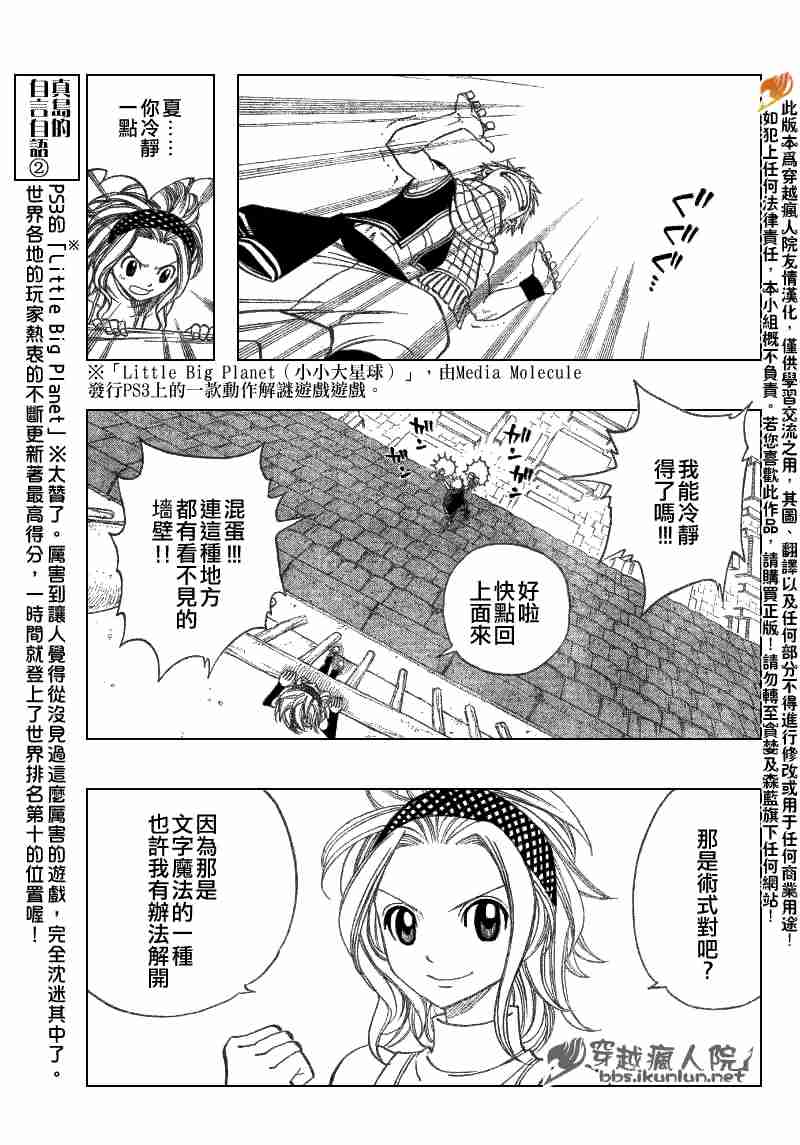 此版本爲穿越瘋人院友情漢化，僅供學習交流之用，其圖、翻譯以及任何部分不得進行修改或用于任何商業用途！
如犯上任何法律責任，本小組概不負責。若您喜歡此作品，請購買正版！請勿轉至貪婪及森藍旗下任何網站！
夏……
你冷靜
一點
※「Little Big Planet（小小大星球）」，由Media Molecule
發行PS3上的一款動作解謎遊戲遊戲。
我能冷靜
得了嗎!!!
ガン
ガン
ガン
好啦
快點回
上面來
混蛋!!!
連這種地方
都有看不見的
墻壁!!
那是術式對吧?
因為那是
文字魔法的一種
也許我有辦法解開
真島的
自言自語②
PS3的「Little Big Planet」※太贊了。厲害到讓人覺得從沒見過這麼厲害的遊戲，完全沈迷其中了。
※
世界各地的玩家熱衷的不斷更新著最高得分，一時間就登上了世界排名第十的位置喔！
穿越瘋人院
bbs.ikunlun.net